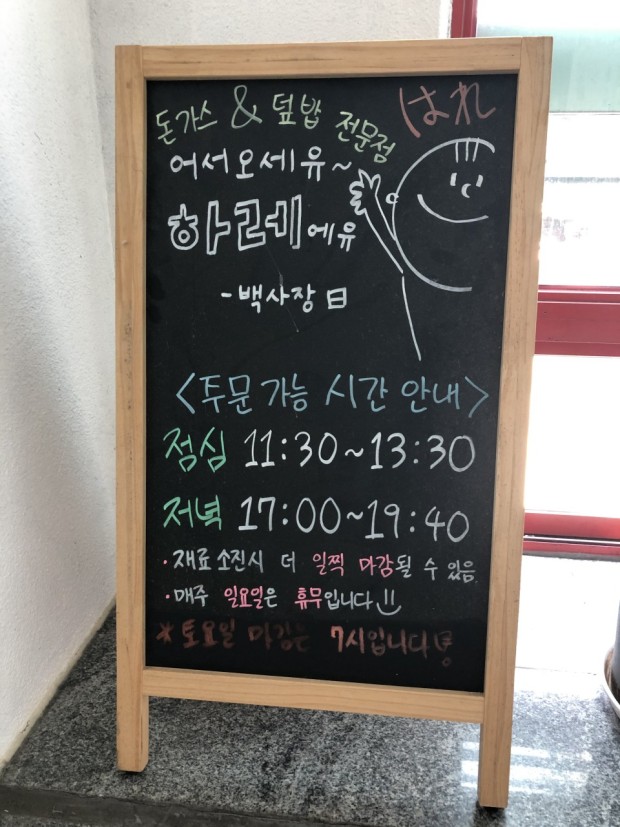 돈가스 & 덮밥 전문점
はれ
어서오세유~
하레에유
-백사장 日
<주문 가능 시간 안내>
점심 11:30~13:30
저녁 17:00~19:40
· 재료 소진시 더 일찍 마감될 수 있음
· 매주 일요일은 휴무입니다
* 토요일 마감은 7시입니다